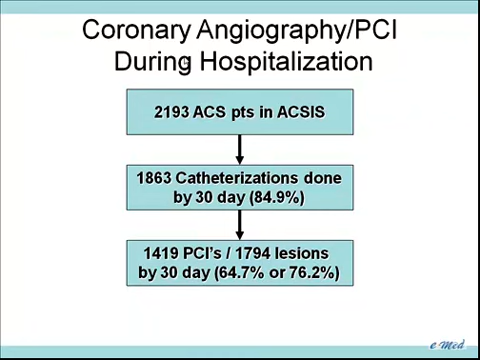 Coronary Angiography/PCI
During Hospitalization
2193 ACS pts in ACSIS
1863 Catheterizations done
by 30 day (84.9%)
1419 PCI's / 1794 lesions
by 30 day (64.7% or 76.2%)
e Med